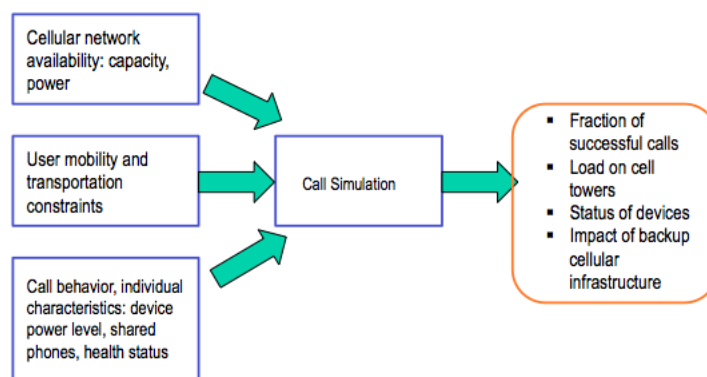 Cellular network
availability: capacity,
power
User mobility and
transportation
constraints
Call behavior, individual
characteristics: device
power level, shared
phones, health status
Call Simulation
▪ Fraction of
successful calls
▪ Load on cell
towers
▪ Status of devices
▪ Impact of backup
cellular
infrastructure